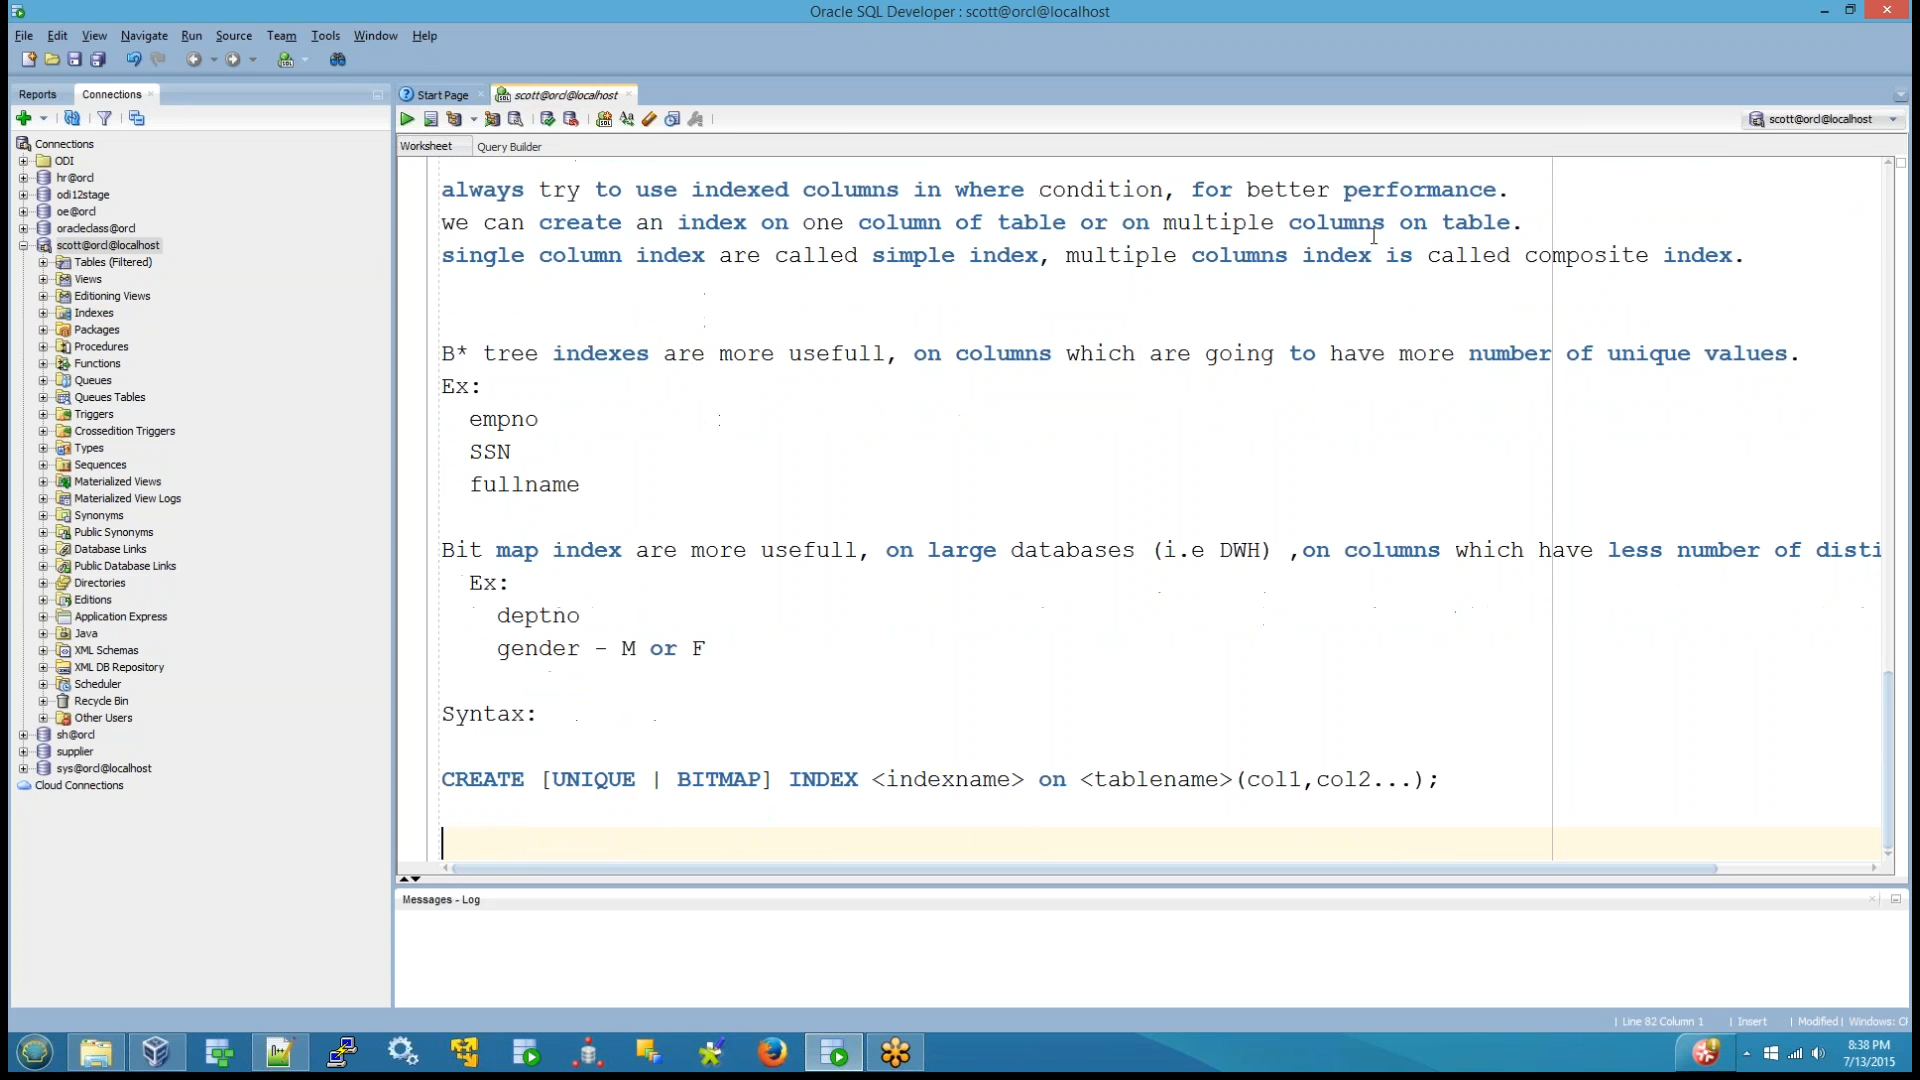 Oracle SQL Developer : scott@orcl@localhost
File Edit View Navigate Run Source Team Tools Window Help
Reports Connections
Start Page scott@orcl@localhost
scott@orcl@localhost
Worksheet Query Builder
Connections
ODI
hr@orcl
odi12stage
oe@orcl
oracleclass@orcl
scott@orcl@localhost
Tables (Filtered)
Views
Editioning Views
Indexes
Packages
Procedures
Functions
Queues
Queues Tables
Triggers
Crossedition Triggers
Types
Sequences
Materialized Views
Materialized View Logs
Synonyms
Public Synonyms
Database Links
Public Database Links
Directories
Editions
Application Express
Java
XML Schemas
XML DB Repository
Scheduler
Recycle Bin
Other Users
sh@orcl
supplier
sys@orcl@localhost
Cloud Connections
always try to use indexed columns in where condition, for better performance.
we can create an index on one column of table or on multiple columns on table.
single column index are called simple index, multiple columns index is called composite index.
B* tree indexes are more usefull, on columns which are going to have more number of unique values.
Ex:
empno
SSN
fullname
Bit map index are more usefull, on large databases (i.e DWH) ,on columns which have less number of disti
Ex:
deptno
gender - M or F
Syntax:
CREATE [UNIQUE | BITMAP] INDEX <indexname> on <tablename>(col1,col2...);
Messages - Log
Line 82 Column 1 | Insert | Modified | Windows:
8:38 PM
7/13/2015